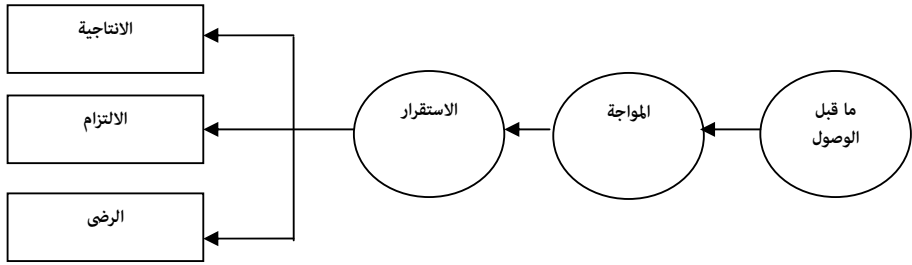 ما قبل
الوصول
المواجة
الاستقرار
الانتاجية
الالتزام
الرضى